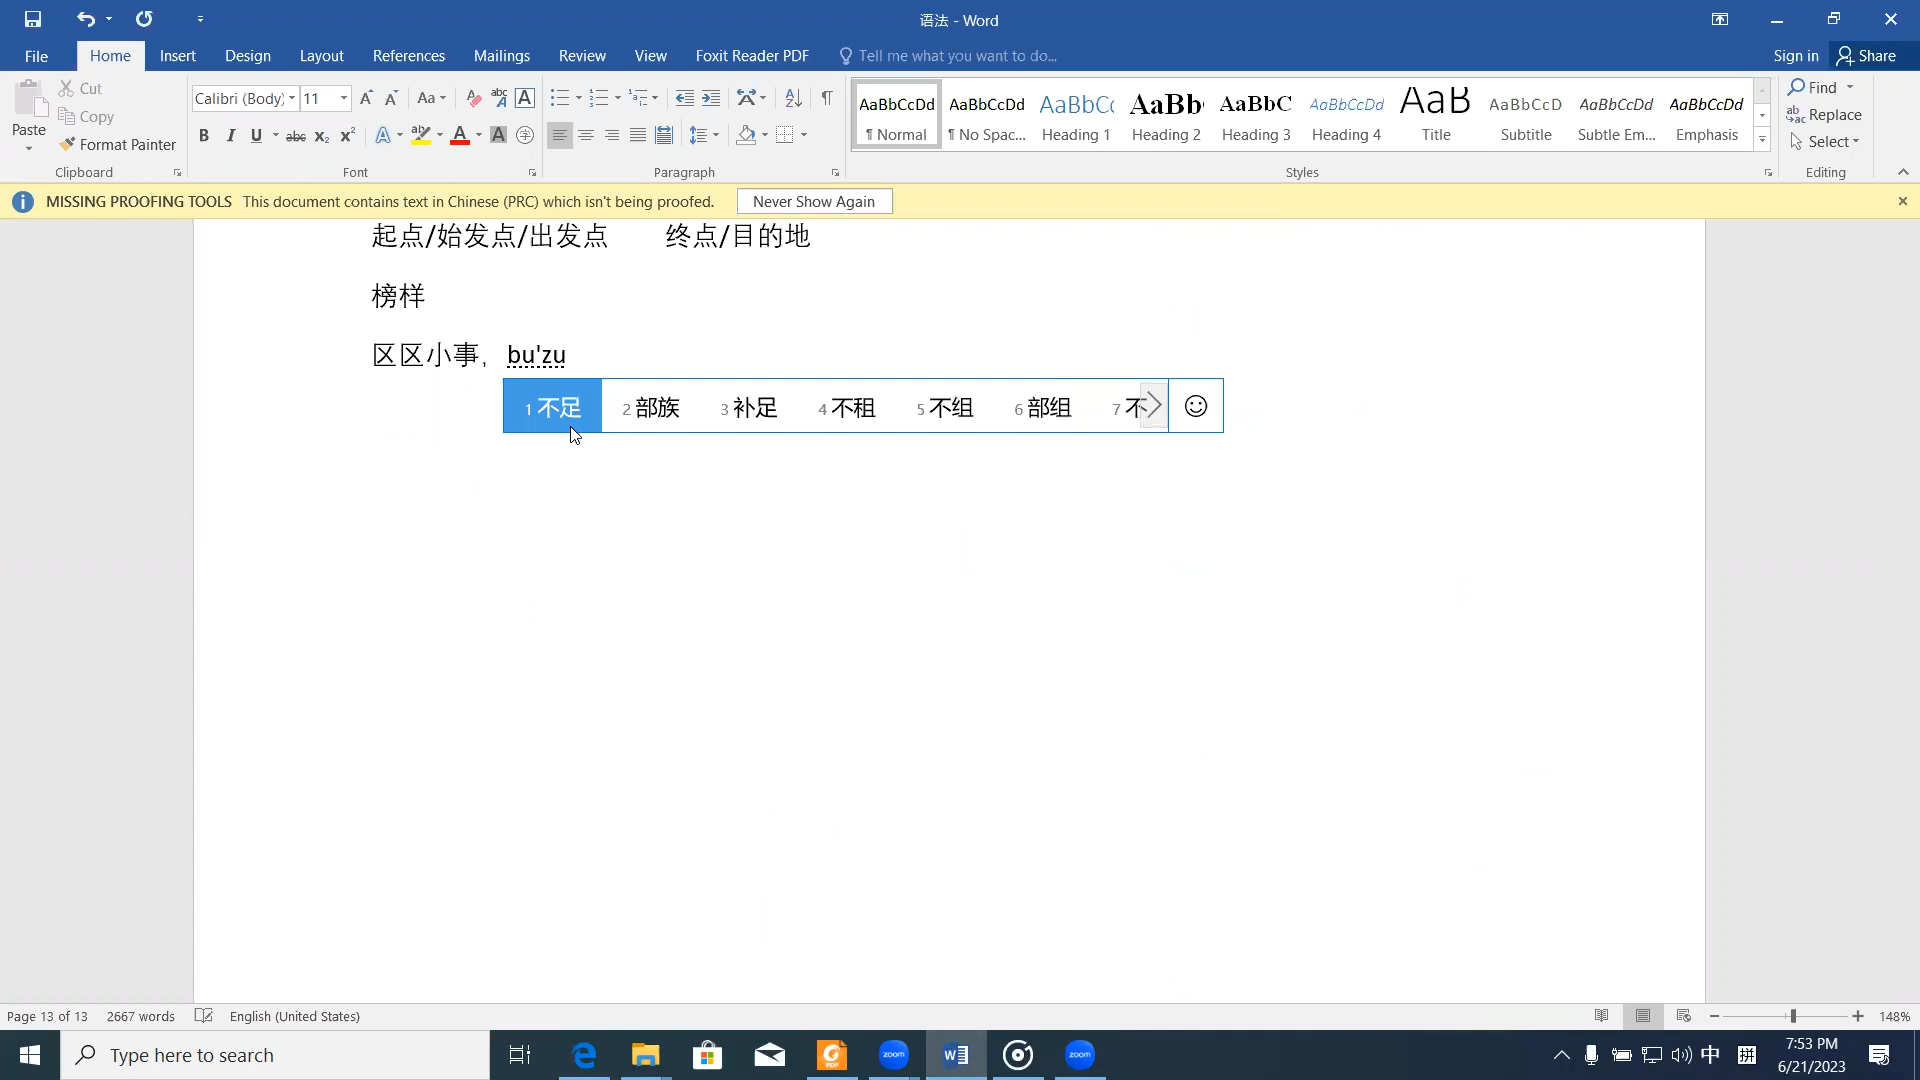 语法 - Word
File Home Insert Design Layout References Mailings Review View Foxit Reader PDF Tell me what you want to do... Sign in Share
Paste Cut Copy Format Painter
Calibri (Body) 11
AaBbCcDd AaBbCcDd AaBbCc AaBb( AaBbC AaBbCcDd AaB AaBbCcD AaBbCcDd AaBbCcDd
¶ Normal ¶ No Spac... Heading 1 Heading 2 Heading 3 Heading 4 Title Subtitle Subtle Em... Emphasis
Find
Replace
Select
Clipboard Font Paragraph Styles Editing
MISSING PROOFING TOOLS This document contains text in Chinese (PRC) which isn't being proofed. Never Show Again
起点/始发点/出发点 终点/目的地
榜样
区区小事，bu'zu
1 不足 2 部族 3 补足 4 不租 5 不组 6 部组 7 不
Page 13 of 13 2667 words English (United States) 148%
Type here to search
zoom zoom
中 拼
7:53 PM
6/21/2023